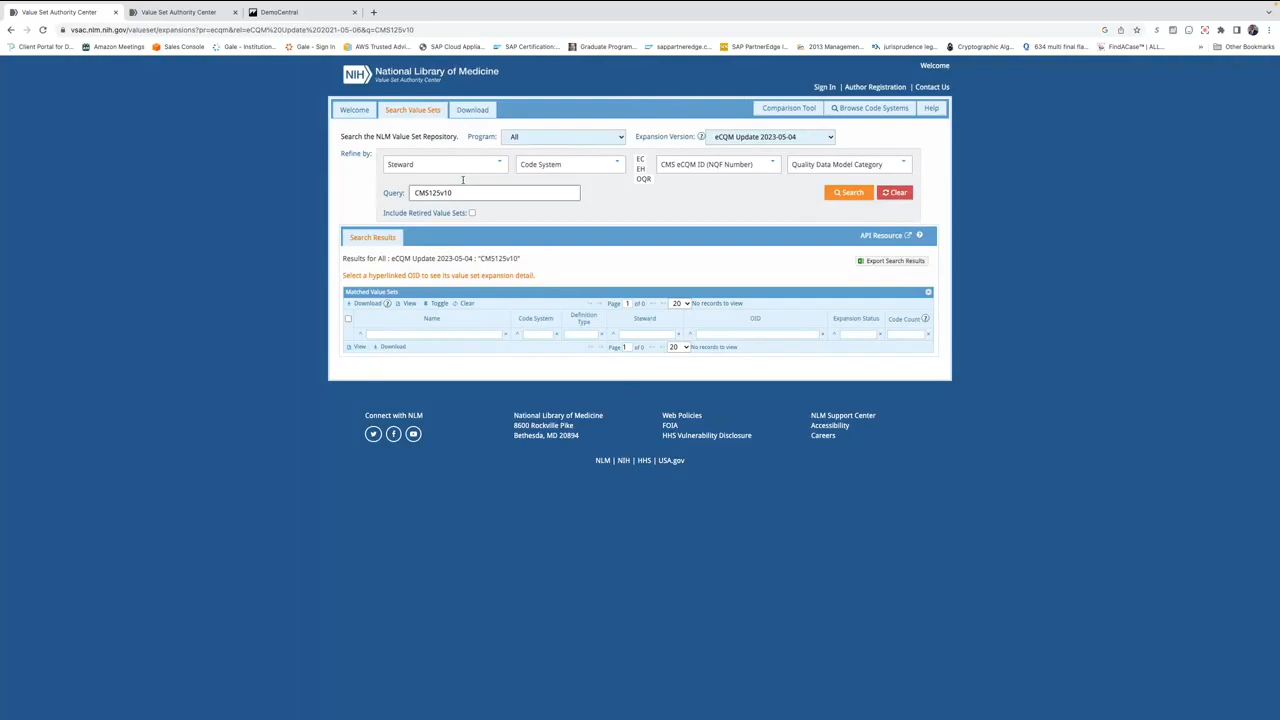 Value Set Authority Center
Value Set Authority Center
DemoCentral
vsac.nlm.nih.gov/valueset/expansions?pr=ecqm&rel=eCQM%20Update%202021-05-06&q=CMS125v10
Client Portal for D...
Amazon Meetings
Sales Console
Gale - Institution...
Gale - Sign In
AWS Trusted Advi...
SAP Cloud Applic...
SAP Certification:...
Graduate Program...
sappartneredge.c...
SAP PartnerEdge I...
2013 Managemen...
jurisprudence leg...
Cryptographic Alg...
634 multi final fla...
FindACase™ | ALL...
Other Bookmarks
NIH
National Library of Medicine
Value Set Authority Center
Welcome
Sign In | Author Registration | Contact Us
Welcome
Search Value Sets
Download
Comparison Tool
Browse Code Systems
Help
Search the NLM Value Set Repository.
Program:
All
Expansion Version:
eCQM Update 2023-05-04
Refine by:
Steward
Code System
EC
EH
OQR
CMS eCQM ID (NQF Number)
Quality Data Model Category
Query:
CMS125v10
Search
Clear
Include Retired Value Sets:
Search Results
API Resource
Results for All : eCQM Update 2023-05-04 : "CMS125v10"
Export Search Results
Select a hyperlinked OID to see its value set expansion detail.
Matched Value Sets
Download
View
Toggle
Clear
Page 1 of 0
20
No records to view
Name
Code System
Definition Type
Steward
OID
Expansion Status
Code Count
View
Download
Page 1 of 0
20
No records to view
Connect with NLM
National Library of Medicine
8600 Rockville Pike
Bethesda, MD 20894
Web Policies
FOIA
HHS Vulnerability Disclosure
NLM Support Center
Accessibility
Careers
NLM | NIH | HHS | USA.gov